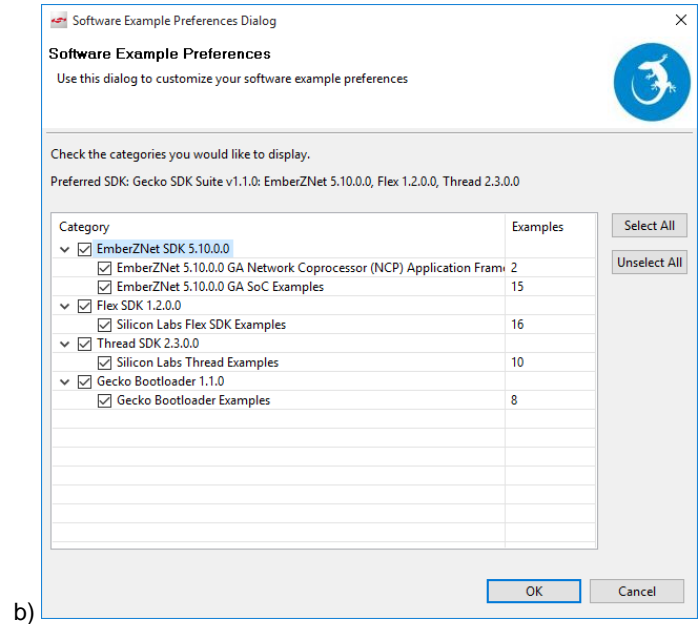 Software Example Preferences Dialog
Software Example Preferences
Use this dialog to customize your software example preferences
Check the categories you would like to display.
Preferred SDK: Gecko SDK Suite v1.1.0: EmberZNet 5.10.0.0, Flex 1.2.0.0, Thread 2.3.0.0
Category Examples Select All
EmberZNet SDK 5.10.0.0
EmberZNet 5.10.0.0 GA Network Coprocessor (NCP) Application Fram 2 Unselect All
EmberZNet 5.10.0.0 GA SoC Examples 15
Flex SDK 1.2.0.0
Silicon Labs Flex SDK Examples 16
Thread SDK 2.3.0.0
Silicon Labs Thread Examples 10
Gecko Bootloader 1.1.0
Gecko Bootloader Examples 8
OK Cancel
b)